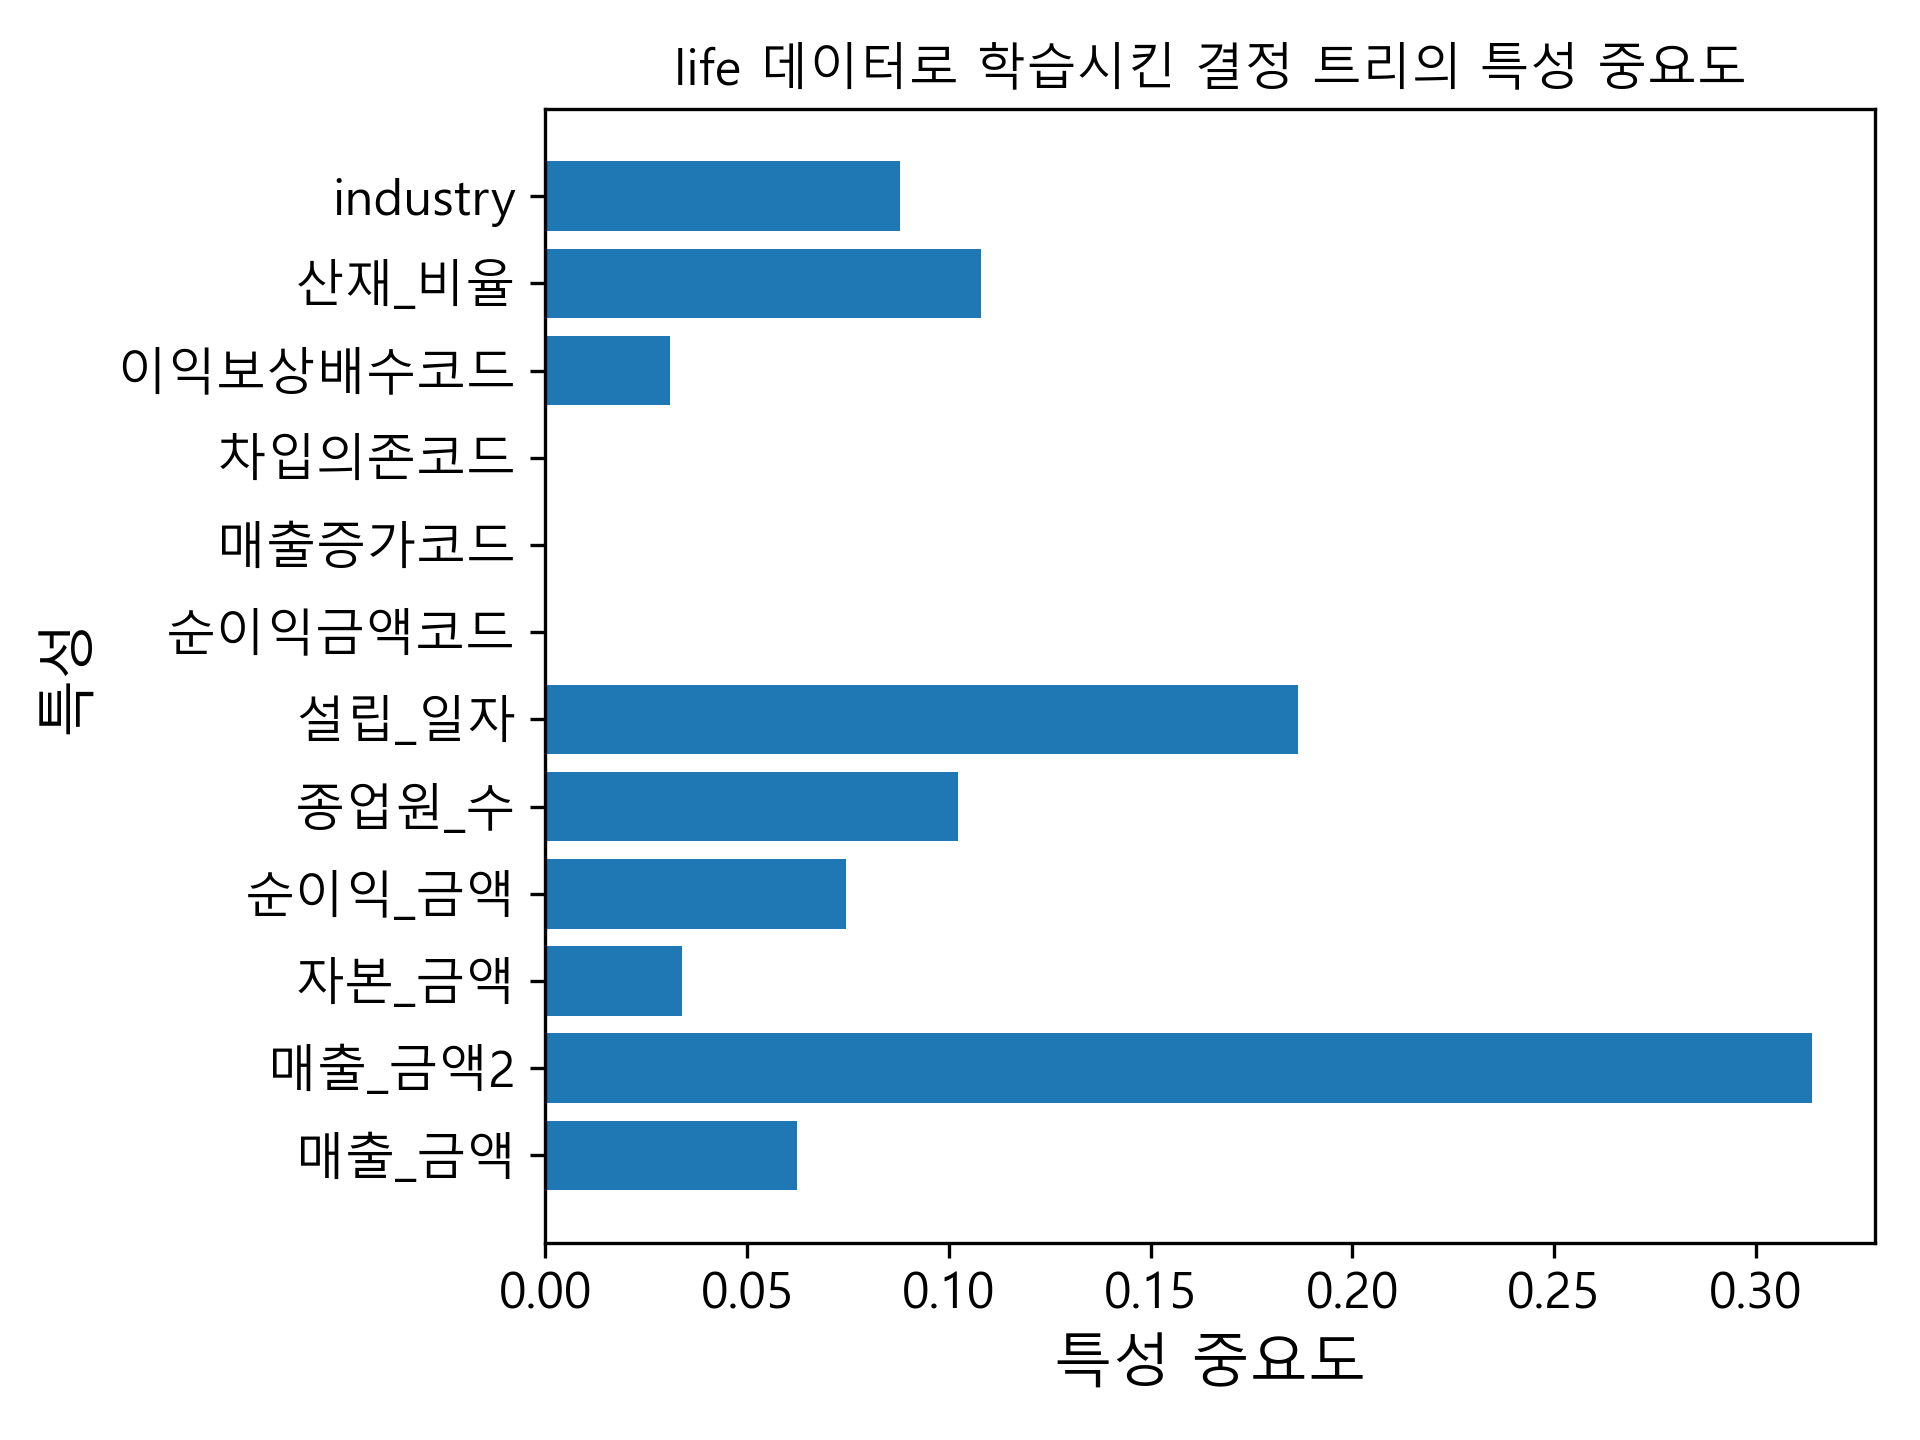 life 데이터로 학습시킨 결정 트리의 특성 중요도
industry
산재_비율
이익보상배수코드
차입의존코드
매출증가코드
순이익금액코드
설립_일자
종업원_수
순이익_금액
자본_금액
매출_금액2
매출_금액
특성
0.00 0.05 0.10 0.15 0.20 0.25 0.30
특성 중요도